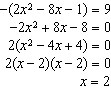 −(2x² − 8x − 1) = 9
−2x² + 8x − 8 = 0
2(x² − 4x + 4) = 0
2(x − 2)(x − 2) = 0
x = 2